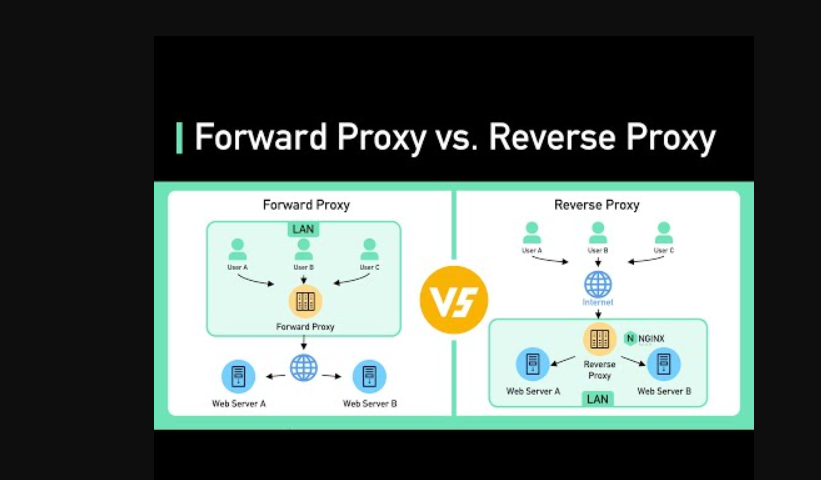 Forward Proxy vs. Reverse Proxy
Forward Proxy
LAN
User A
User B
User C
Forward Proxy
Web Server A
Web Server B
VS
Reverse Proxy
User A
User B
User C
Internet
N NGINX
Reverse
Proxy
Web Server A
Web Server B
LAN